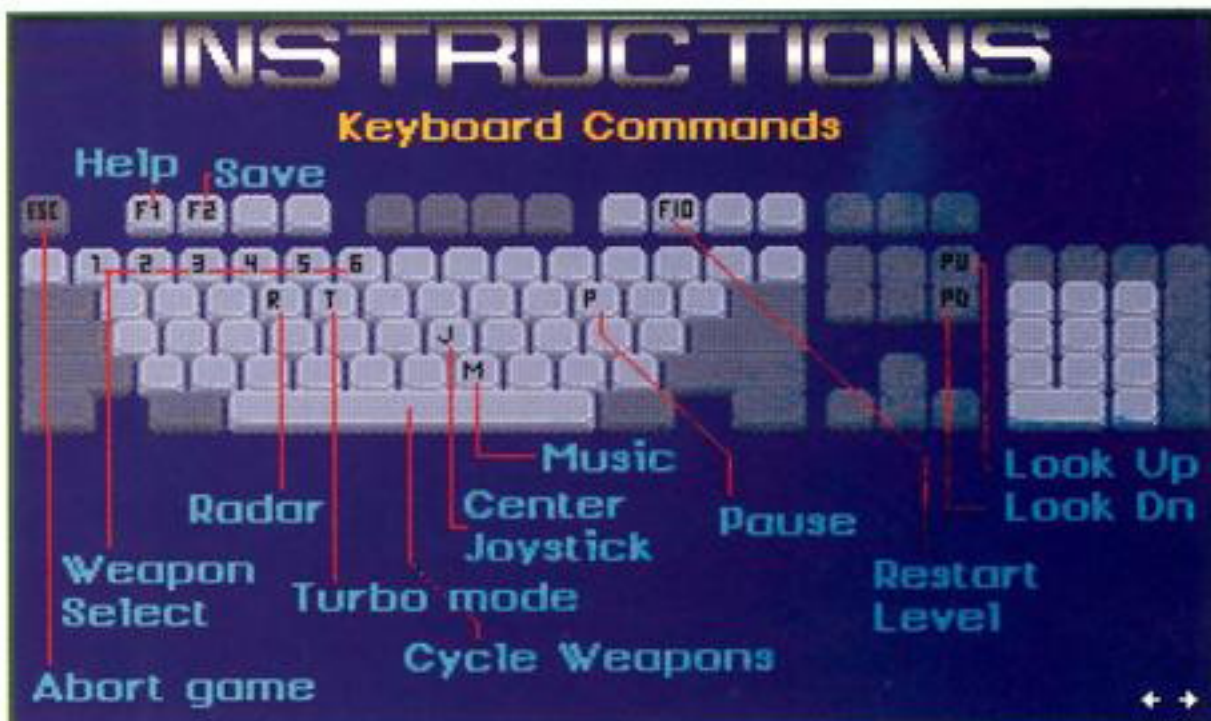 INSTRUCTIONS
Keyboard Commands
Help
Save
ESC
F1
F2
F10
1
2
3
4
5
6
PU
R
T
P
PD
J
M
Music
Look Up
Radar
Center
Joystick
Pause
Look Dn
Weapon
Select
Turbo mode
Restart
Level
Cycle Weapons
Abort game